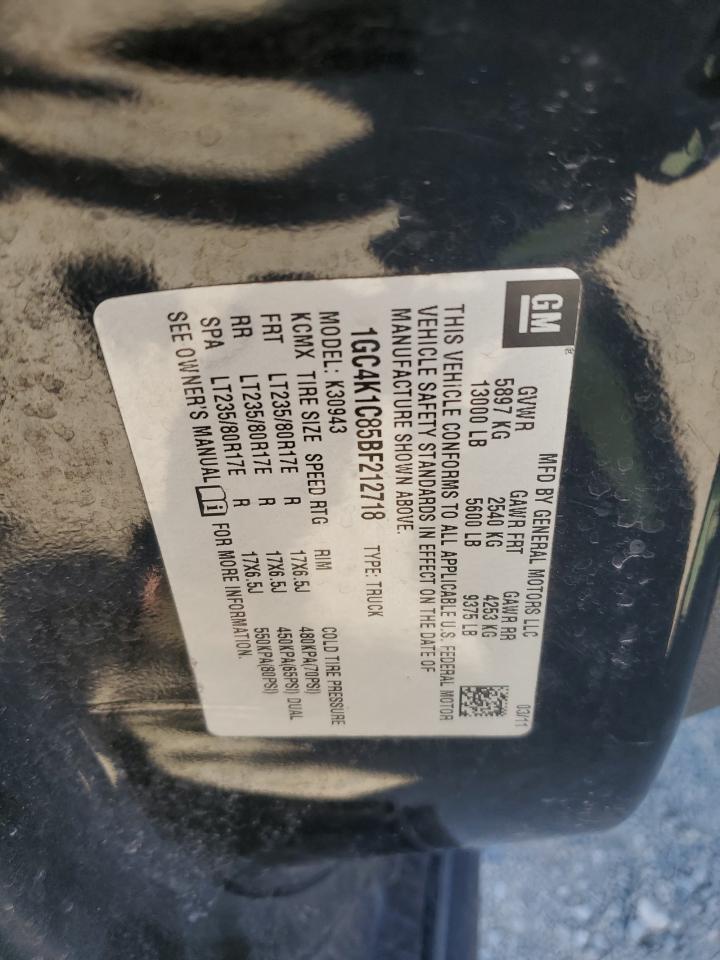 GM
MFD BY GENERAL MOTORS LLC
03/11
GVWR GAWR FRT GAWR RR
5897 KG 2540 KG 4253 KG
13000 LB 5600 LB 9375 LB
THIS VEHICLE CONFORMS TO ALL APPLICABLE U.S. FEDERAL MOTOR
VEHICLE SAFETY STANDARDS IN EFFECT ON THE DATE OF
MANUFACTURE SHOWN ABOVE.
1GC4K1C85BF212718 TYPE: TRUCK
MODEL: K30943
KCMX TIRE SIZE SPEED RTG RIM COLD TIRE PRESSURE
FRT LT235/80R17E R 17X6.5J 480KPA(70PSI)
RR LT235/80R17E R 17X6.5J 450KPA(65PSI) DUAL
SPA LT235/80R17E R 17X6.5J 550KPA(80PSI)
SEE OWNER'S MANUAL i FOR MORE INFORMATION.